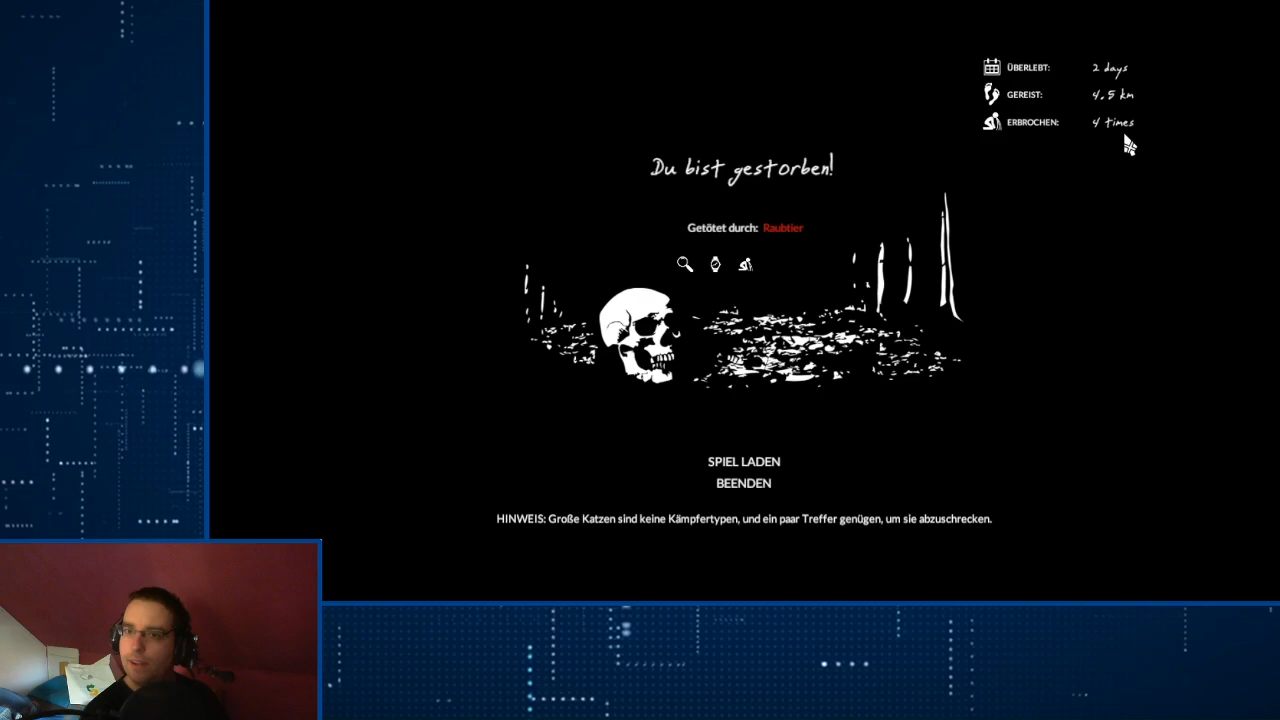 ÜBERLEBT: 2 days
GEREIST: 4.5 km
ERBROCHEN: 4 times
Du bist gestorben!
Getötet durch: Raubtier
SPIEL LADEN
BEENDEN
HINWEIS: Große Katzen sind keine Kämpfertypen, und ein paar Treffer genügen, um sie abzuschrecken.